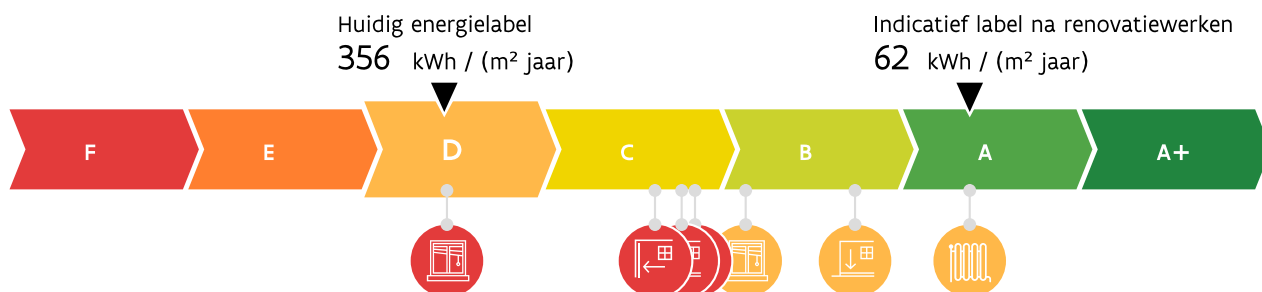 Huidig energielabel
356 kWh / (m² jaar)
Indicatief label na renovatiewerken
62 kWh / (m² jaar)
F E D C B A A+